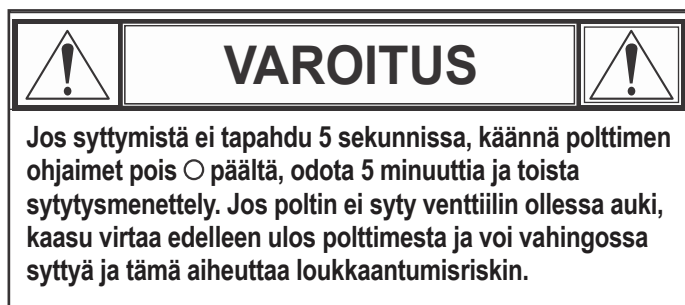 VAROITUS
Jos syttymistä ei tapahdu 5 sekunnissa, käännä polttimen
ohjaimet pois ○ päältä, odota 5 minuuttia ja toista
sytytysmenettely. Jos poltin ei syty venttiilin ollessa auki,
kaasu virtaa edelleen ulos polttimesta ja voi vahingossa
syttyä ja tämä aiheuttaa loukkaantumisriskin.